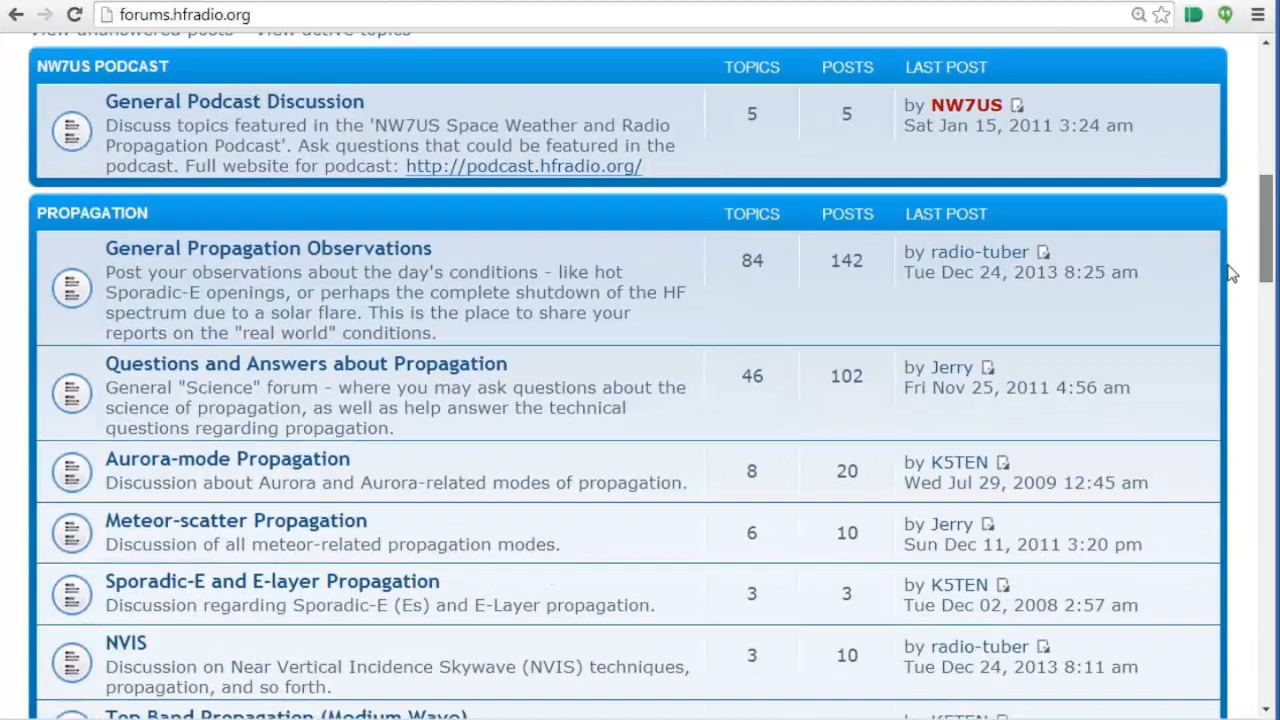 forums.hfradio.org
View unanswered posts View active topics
NW7US PODCAST TOPICS POSTS LAST POST
General Podcast Discussion
Discuss topics featured in the 'NW7US Space Weather and Radio
Propagation Podcast'. Ask questions that could be featured in the
podcast. Full website for podcast: http://podcast.hfradio.org/
5 5
by NW7US
Sat Jan 15, 2011 3:24 am
PROPAGATION TOPICS POSTS LAST POST
General Propagation Observations
Post your observations about the day's conditions - like hot
Sporadic-E openings, or perhaps the complete shutdown of the HF
spectrum due to a solar flare. This is the place to share your
reports on the "real world" conditions.
84 142
by radio-tuber
Tue Dec 24, 2013 8:25 am
Questions and Answers about Propagation
General "Science" forum - where you may ask questions about the
science of propagation, as well as help answer the technical
questions regarding propagation.
46 102
by Jerry
Fri Nov 25, 2011 4:56 am
Aurora-mode Propagation
Discussion about Aurora and Aurora-related modes of propagation.
8 20
by K5TEN
Wed Jul 29, 2009 12:45 am
Meteor-scatter Propagation
Discussion of all meteor-related propagation modes.
6 10
by Jerry
Sun Dec 11, 2011 3:20 pm
Sporadic-E and E-layer Propagation
Discussion regarding Sporadic-E (Es) and E-Layer propagation.
3 3
by K5TEN
Tue Dec 02, 2008 2:57 am
NVIS
Discussion on Near Vertical Incidence Skywave (NVIS) techniques,
propagation, and so forth.
3 10
by radio-tuber
Tue Dec 24, 2013 8:11 am
Top Band Propagation (Medium Wave)